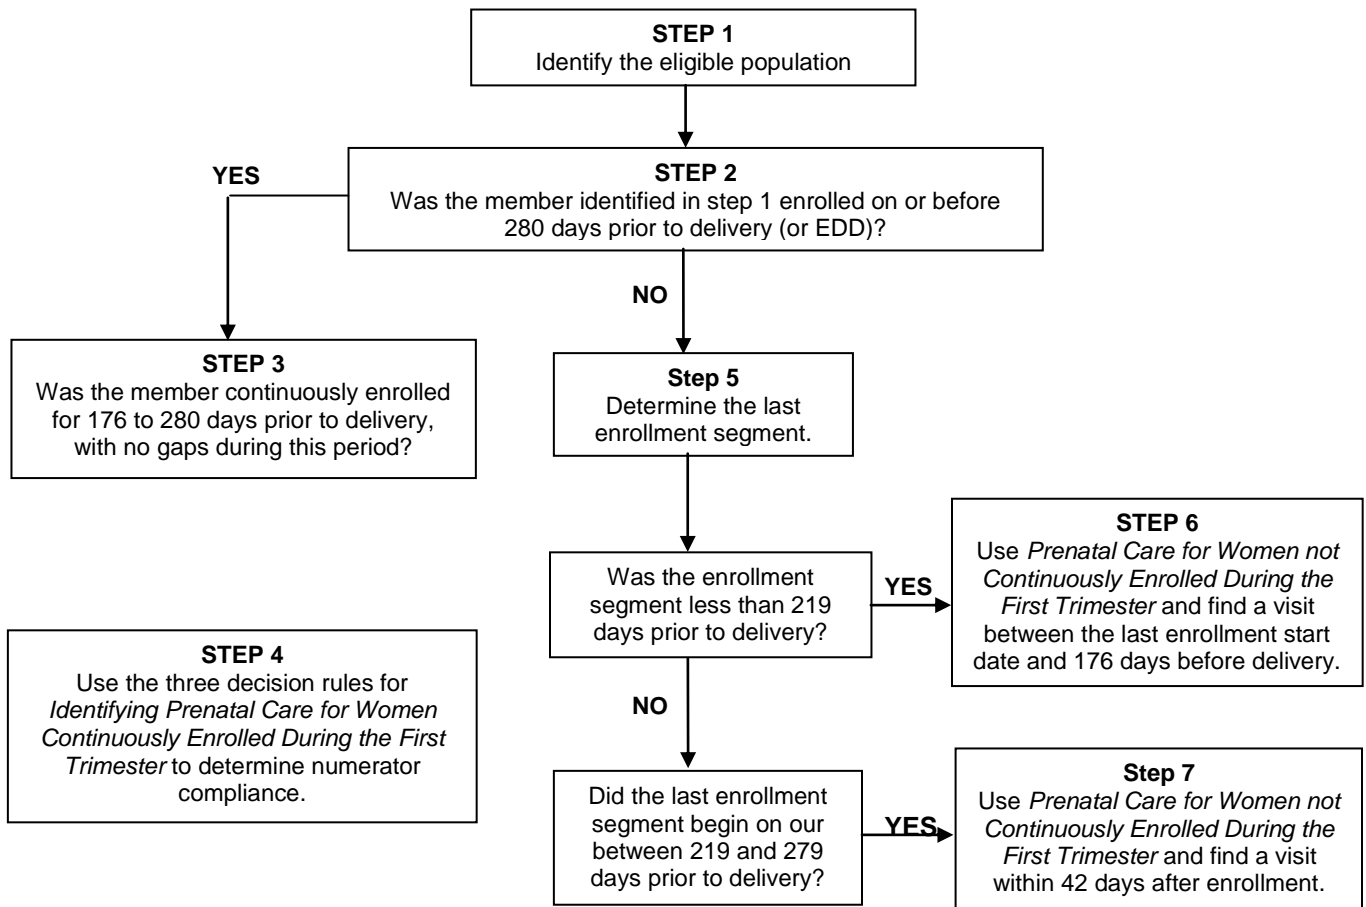 STEP 1
Identify the eligible population
YES
STEP 2
Was the member identified in step 1 enrolled on or before
280 days prior to delivery (or EDD)?
NO
STEP 3
Was the member continuously enrolled
for 176 to 280 days prior to delivery,
with no gaps during this period?
Step 5
Determine the last
enrollment segment.
Was the enrollment
segment less than 219
days prior to delivery?
YES
STEP 6
Use Prenatal Care for Women not
Continuously Enrolled During the
First Trimester and find a visit
between the last enrollment start
date and 176 days before delivery.
STEP 4
Use the three decision rules for
Identifying Prenatal Care for Women
Continuously Enrolled During the First
Trimester to determine numerator
compliance.
NO
Did the last enrollment
segment begin on our
between 219 and 279
days prior to delivery?
YES
Step 7
Use Prenatal Care for Women not
Continuously Enrolled During the
First Trimester and find a visit
within 42 days after enrollment.